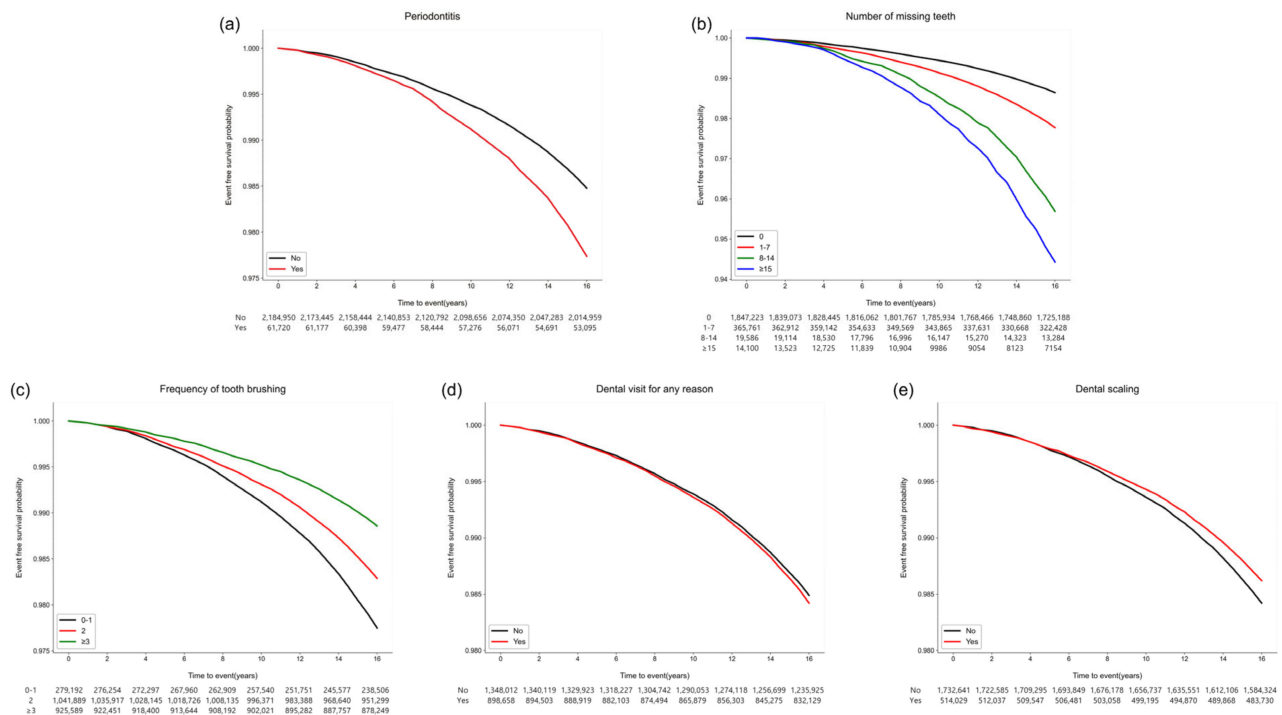 (a)
Periodontitis
Event free survival probability
1.000
0.995
0.990
0.985
0.980
0.975
No
Yes
0 2 4 6 8 10 12 14 16
Time to event(years)
No 2,184,950 2,173,445 2,158,444 2,140,853 2,120,792 2,098,656 2,074,350 2,047,283 2,014,959
Yes 61,720 61,177 60,398 59,477 58,444 57,276 56,071 54,691 53,095
(b)
Number of missing teeth
Event free survival probability
1.00
0.99
0.98
0.97
0.96
0.95
0.94
0
1-7
8-14
≥15
0 2 4 6 8 10 12 14 16
Time to event(years)
0 1,847,223 1,839,073 1,828,445 1,816,062 1,801,767 1,785,934 1,768,466 1,748,860 1,725,188
1-7 365,761 362,912 359,142 354,633 349,569 343,865 337,631 330,668 322,428
8-14 19,586 19,114 18,530 17,796 16,996 16,147 15,270 14,323 13,284
≥15 14,100 13,523 12,725 11,839 10,904 9986 9054 8123 7154
(c)
Frequency of tooth brushing
Event free survival probability
1.000
0.995
0.990
0.985
0.980
0.975
0-1
2
≥3
0 2 4 6 8 10 12 14 16
Time to event(years)
0-1 279,192 276,254 272,297 267,960 262,909 257,540 251,751 245,577 238,506
2 1,041,889 1,035,917 1,028,145 1,018,726 1,008,135 996,371 983,388 968,640 951,299
≥3 925,589 922,451 918,400 913,644 908,192 902,021 895,282 887,757 878,249
(d)
Dental visit for any reason
Event free survival probability
1.000
0.995
0.990
0.985
0.980
No
Yes
0 2 4 6 8 10 12 14 16
Time to event(years)
No 1,348,012 1,340,119 1,329,923 1,318,227 1,304,742 1,290,053 1,274,118 1,256,699 1,235,925
Yes 898,658 894,503 888,919 882,103 874,494 865,879 856,303 845,275 832,129
(e)
Dental scaling
Event free survival probability
1.000
0.995
0.990
0.985
0.980
No
Yes
0 2 4 6 8 10 12 14 16
Time to event(years)
No 1,732,641 1,722,585 1,709,295 1,693,849 1,676,178 1,656,737 1,635,551 1,612,106 1,584,324
Yes 514,029 512,037 509,547 506,481 503,058 499,195 494,870 489,868 483,730